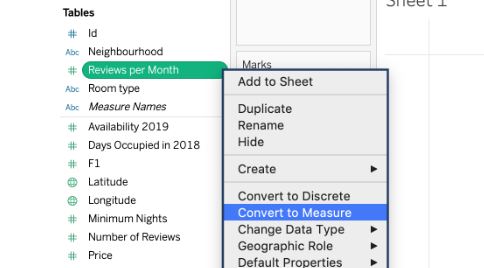 Sheet 1
Tables
# Id
Abc Neighbourhood
# Reviews per Month
Abc Room type
Abc Measure Names
# Availability 2019
# Days Occupied in 2018
# F1
Latitude
Longitude
# Minimum Nights
# Number of Reviews
# Price
Marks
Add to Sheet
Duplicate
Rename
Hide
Create
Convert to Discrete
Convert to Measure
Change Data Type
Geographic Role
Default Properties